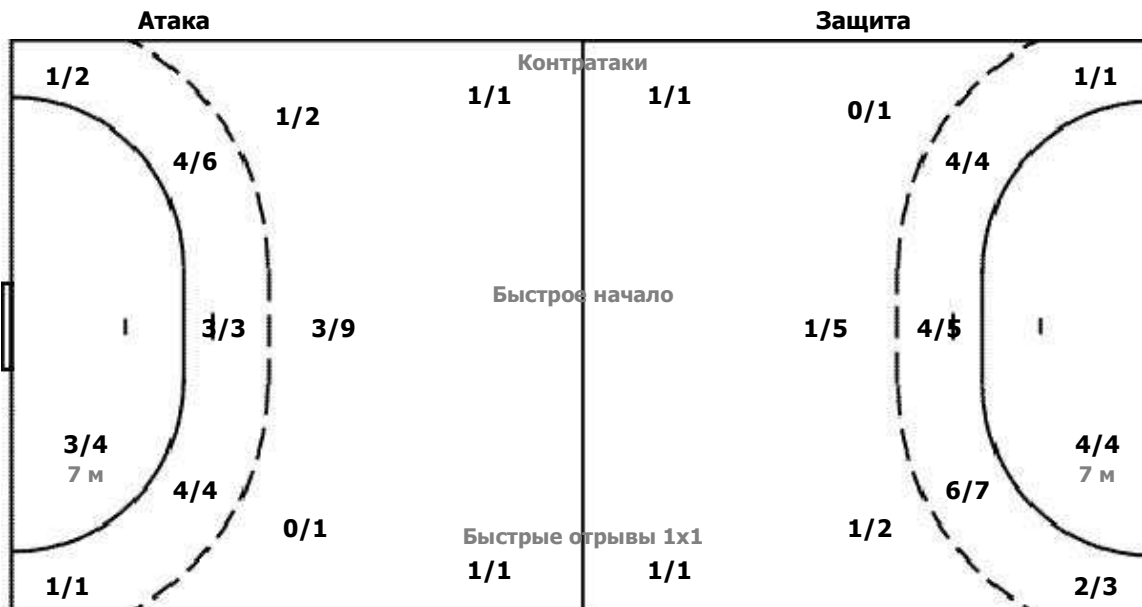 Атака Защита
Контратаки
1/2 1/1 1/1 1/1
1/2 0/1
4/6 4/4
Быстрое начало
3/3 3/9 1/5 4/5
3/4 4/4
7 м 7 м
4/4 6/7
0/1 Быстрые отрывы 1x1 1/2
1/1 1/1 1/1 2/3